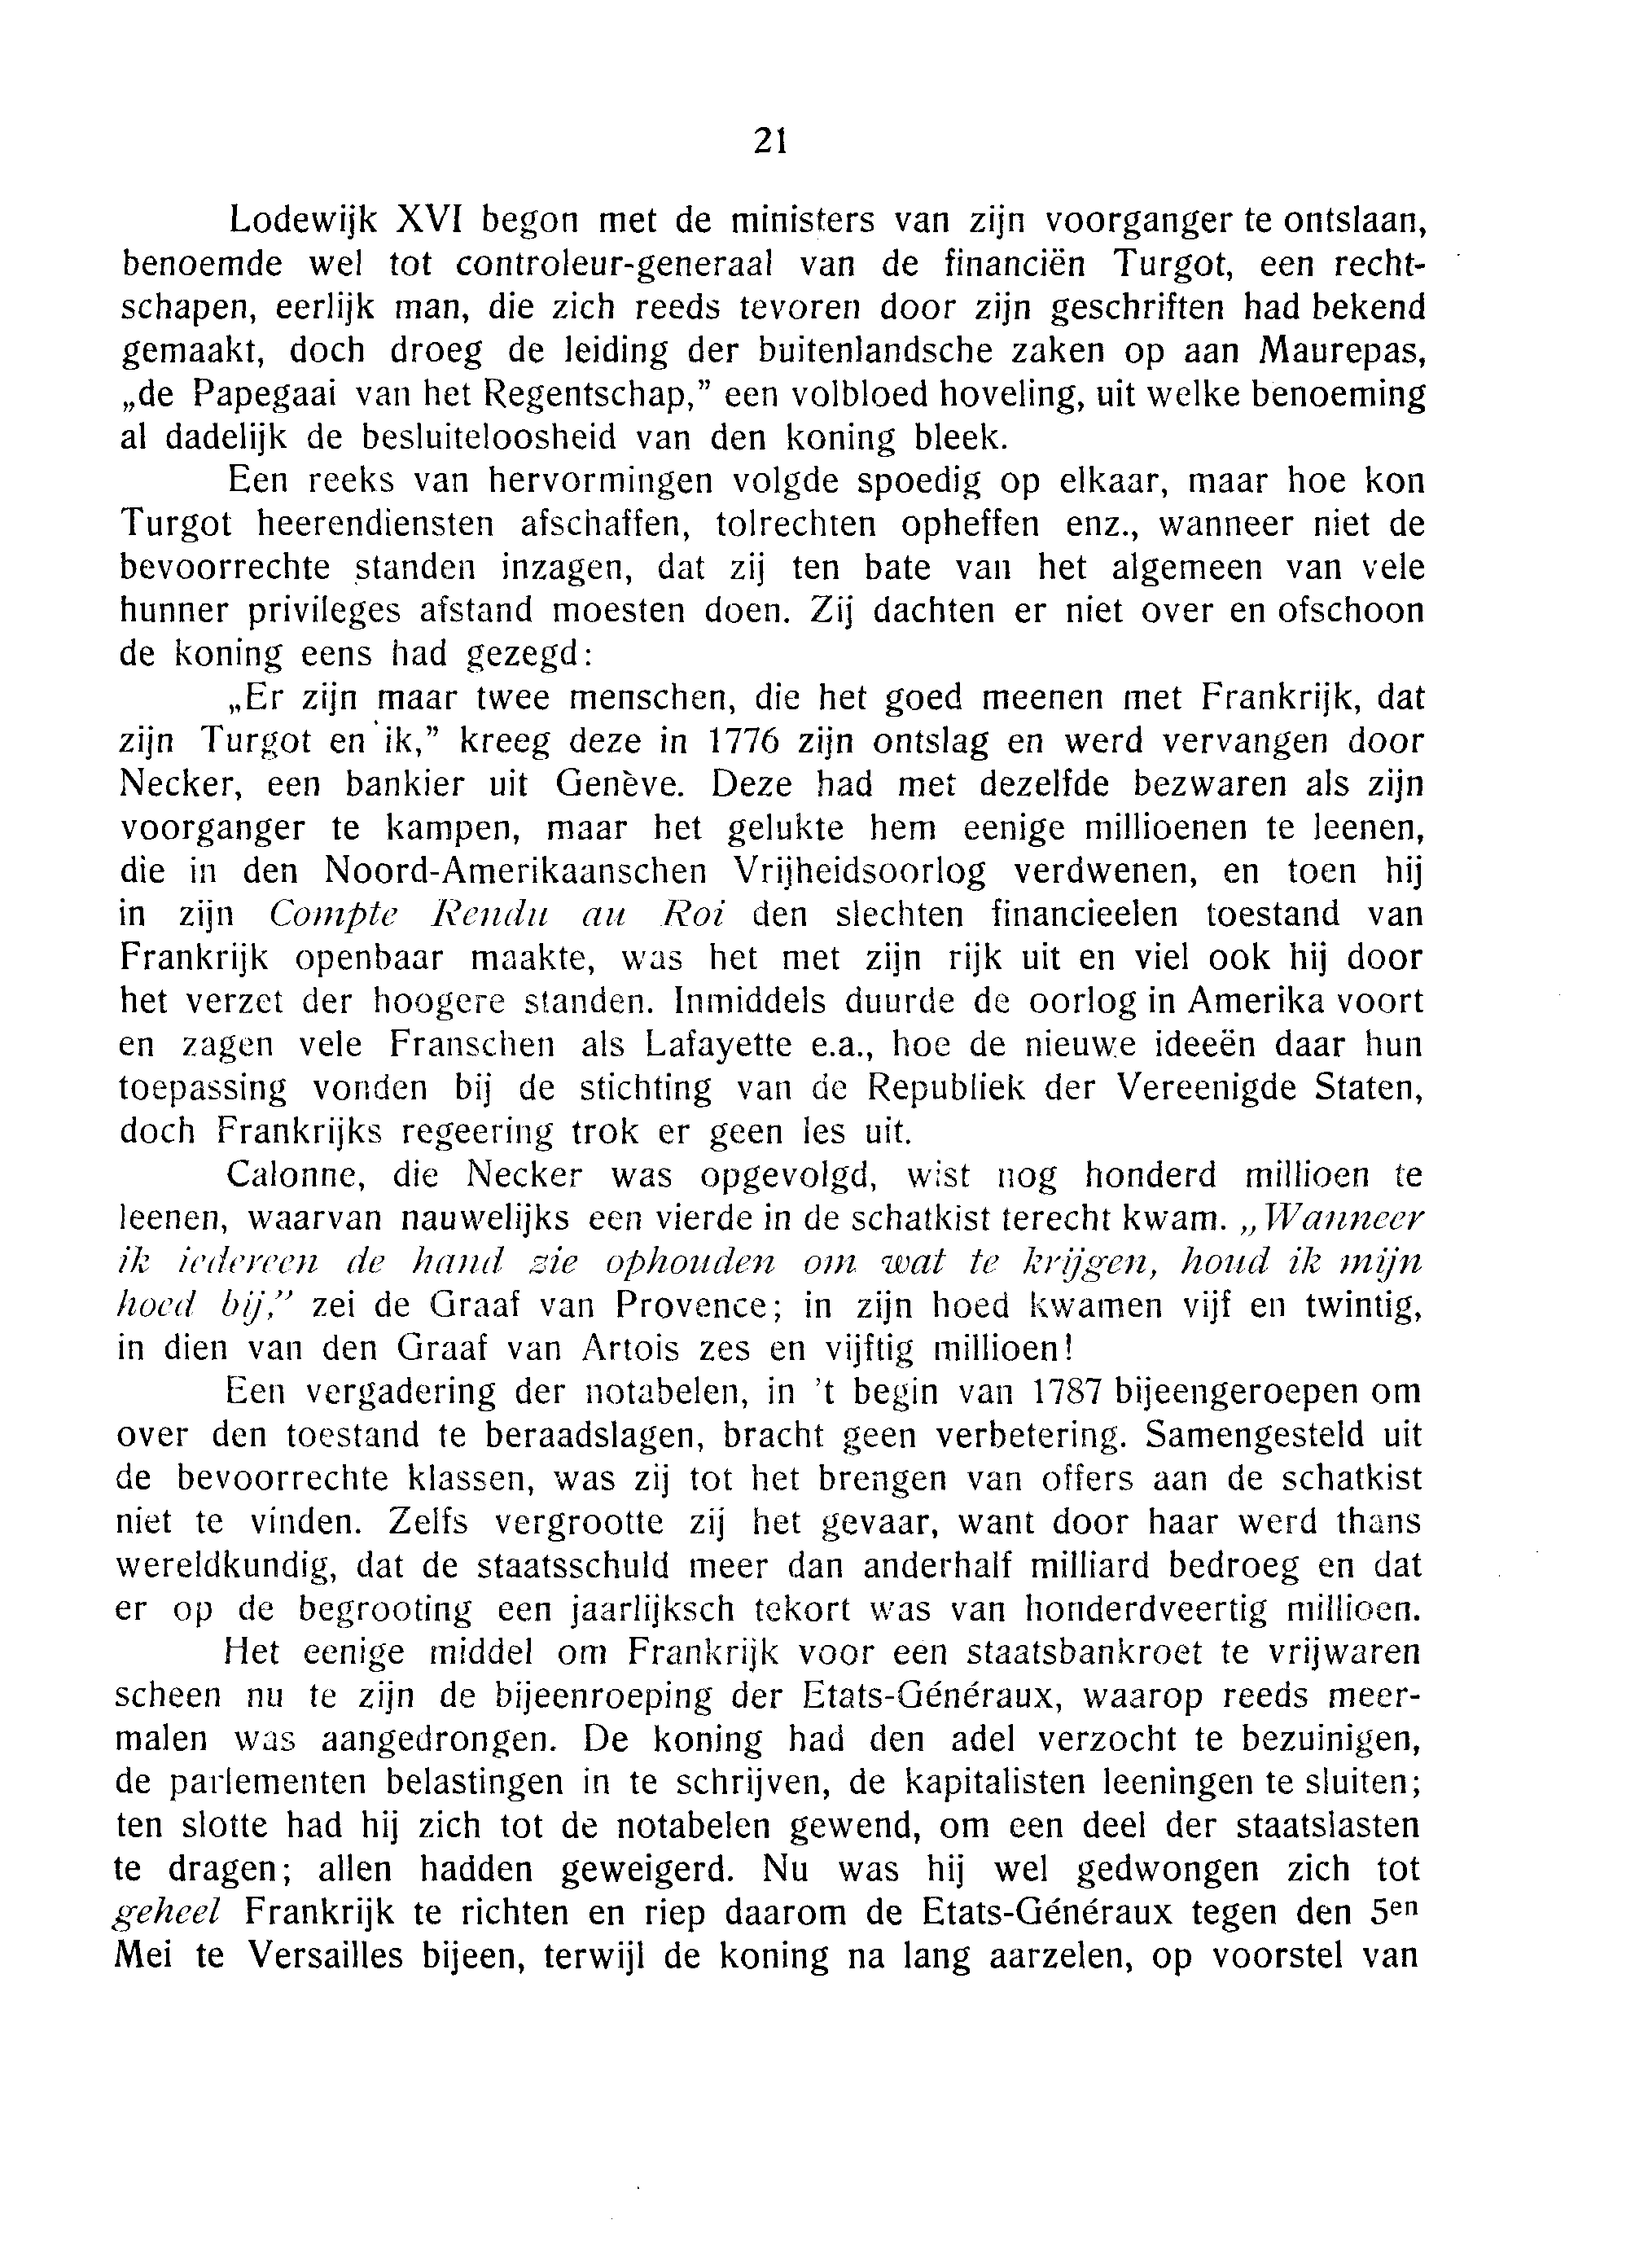 21
Lodewijk XVI begon met de ministers van zijn voorganger te ontslaan,
benoemde wel tot controleur-generaal van de financiën Turgot, een recht-
schapen, eerlijk man, die zich reeds tevoren door zijn geschriften had bekend
gemaakt, doch droeg de leiding der buitenlandsche zaken op aan Maurepas,
„de Papegaai van het Regentschap,” een volbloed hoveling, uit welke benoeming
al dadelijk de besluiteloosheid van den koning bleek.
Een reeks van hervormingen volgde spoedig op elkaar, maar hoe kon
Turgot heerendiensten afschaffen, tolrechten opheffen enz., wanneer niet de
bevoorrechte standen inzagen, dat zij ten bate van het algemeen van vele
hunner privileges afstand moesten doen. Zij dachten er niet over en ofschoon
de koning eens had gezegd:
„Er zijn maar twee menschen, die het goed meenen met Frankrijk, dat
zijn Turgot en ik,” kreeg deze in 1776 zijn ontslag en werd vervangen door
Necker, een bankier uit Genève. Deze had met dezelfde bezwaren als zijn
voorganger te kampen, maar het gelukte hem eenige millioenen te leenen,
die in den Noord-Amerikaanschen Vrijheidsoorlog verdwenen, en toen hij
in zijn Compte Rendu au Roi den slechten financieelen toestand van
Frankrijk openbaar maakte, was het met zijn rijk uit en viel ook hij door
het verzet der hoogere standen. Inmiddels duurde de oorlog in Amerika voort
en zagen vele Franschen als Lafayette e.a., hoe de nieuwe ideeën daar hun
toepassing vonden bij de stichting van de Republiek der Vereenigde Staten,
doch Frankrijks regeering trok er geen les uit.
Calonne, die Necker was opgevolgd, wist nog honderd millioen te
leenen, waarvan nauwelijks een vierde in de schatkist terecht kwam. „Wanneer
ik iedereen de hand zie ophouden om wat te krijgen, houd ik mijn
hoed bij,” zei de Graaf van Provence; in zijn hoed kwamen vijf en twintig,
in dien van den Graaf van Artois zes en vijftig millioen!
Een vergadering der notabelen, in ’t begin van 1787 bijeengeroepen om
over den toestand te beraadslagen, bracht geen verbetering. Samengesteld uit
de bevoorrechte klassen, was zij tot het brengen van offers aan de schatkist
niet te vinden. Zelfs vergrootte zij het gevaar, want door haar werd thans
wereldkundig, dat de staatsschuld meer dan anderhalf milliard bedroeg en dat
er op de begrooting een jaarlijksch tekort was van honderdveertig millioen.
Het eenige middel om Frankrijk voor een staatsbankroet te vrijwaren
scheen nu te zijn de bijeenroeping der Etats-Généraux, waarop reeds meer-
malen was aangedrongen. De koning had den adel verzocht te bezuinigen,
de parlementen belastingen in te schrijven, de kapitalisten leeningen te sluiten;
ten slotte had hij zich tot de notabelen gewend, om een deel der staatslasten
te dragen; allen hadden geweigerd. Nu was hij wel gedwongen zich tot
geheel Frankrijk te richten en riep daarom de Etats-Généraux tegen den 5en
Mei te Versailles bijeen, terwijl de koning na lang aarzelen, op voorstel van